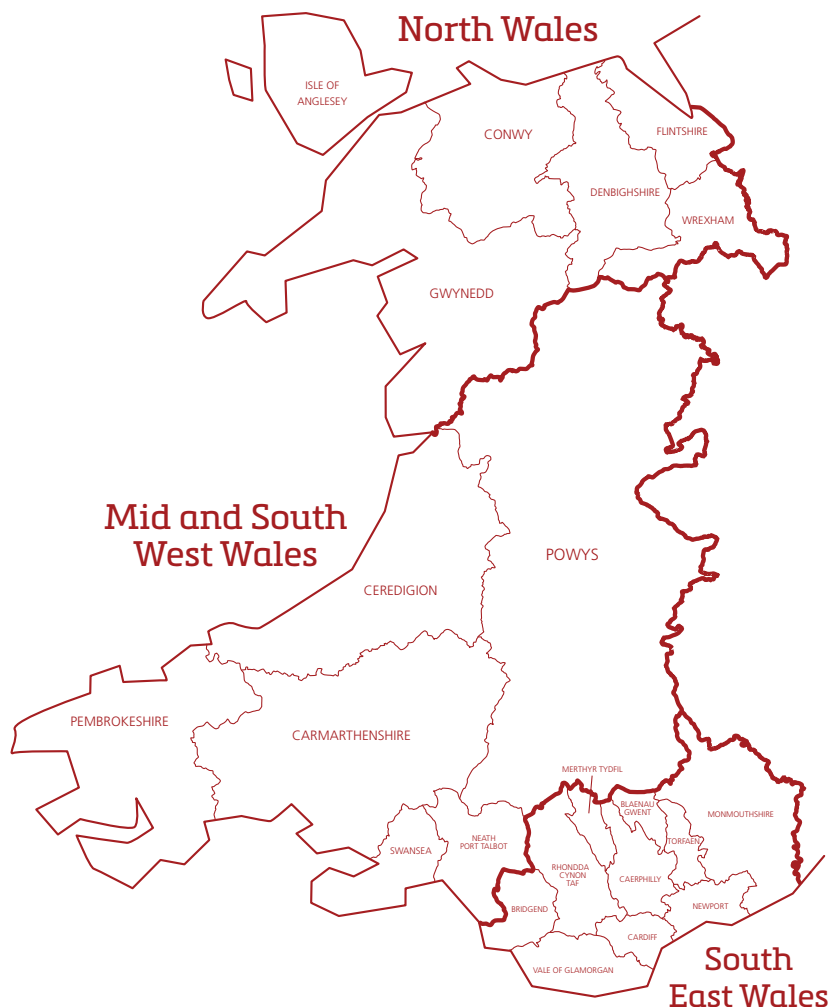 North Wales
ISLE OF
ANGLESEY
CONWY
FLINTSHIRE
DENBIGHSHIRE
WREXHAM
GWYNEDD
Mid and South
West Wales
POWYS
CEREDIGION
PEMBROKESHIRE
CARMARTHENSHIRE
MERTHYR TYDFIL
BLAENAU
GWENT
MONMOUTHSHIRE
TORFAEN
NEATH
PORT TALBOT
SWANSEA
RHONDDA
CYNON
TAF
CAERPHILLY
BRIDGEND
NEWPORT
CARDIFF
VALE OF GLAMORGAN
South
East Wales